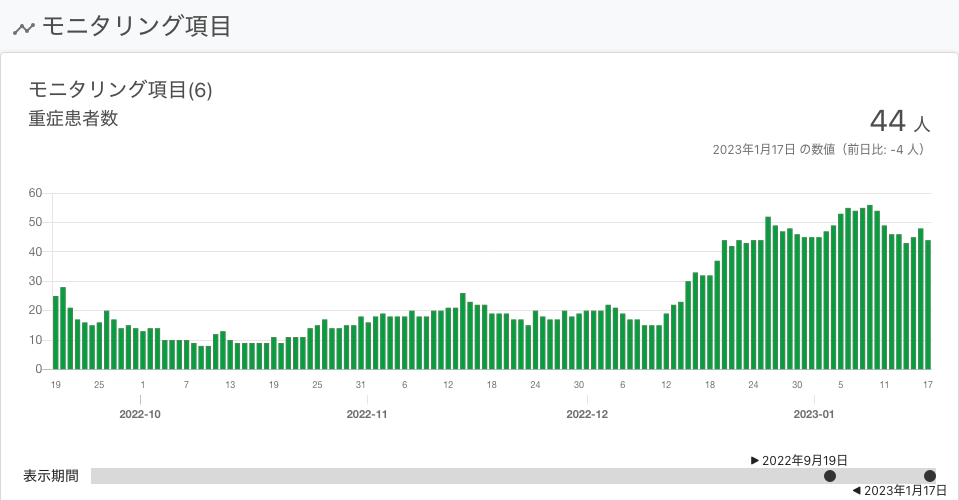 モニタリング項目
モニタリング項目(6)
重症患者数
44 人
2023年1月17日 の数値（前日比: -4 人）
60
50
40
30
20
10
0
19 25 1 7 13 19 25 31 6 12 18 24 30 6 12 18 24 30 5 11 17
2022-10 2022-11 2022-12 2023-01
▶ 2022年9月19日
表示期間
◀ 2023年1月17日